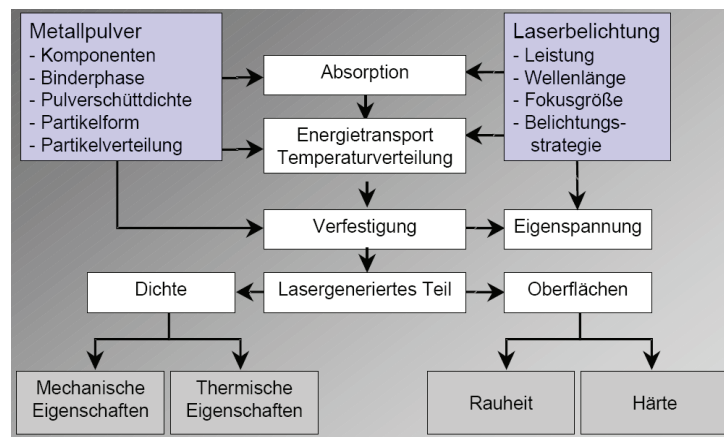 Metallpulver
- Komponenten
- Binderphase
- Pulverschüttdichte
- Partikelform
- Partikelverteilung
Laserbelichtung
- Leistung
- Wellenlänge
- Fokusgröße
- Belichtungs-
strategie
Absorption
Energietransport
Temperaturverteilung
Verfestigung
Eigenspannung
Dichte
Lasergeneriertes Teil
Oberflächen
Mechanische
Eigenschaften
Thermische
Eigenschaften
Rauheit
Härte